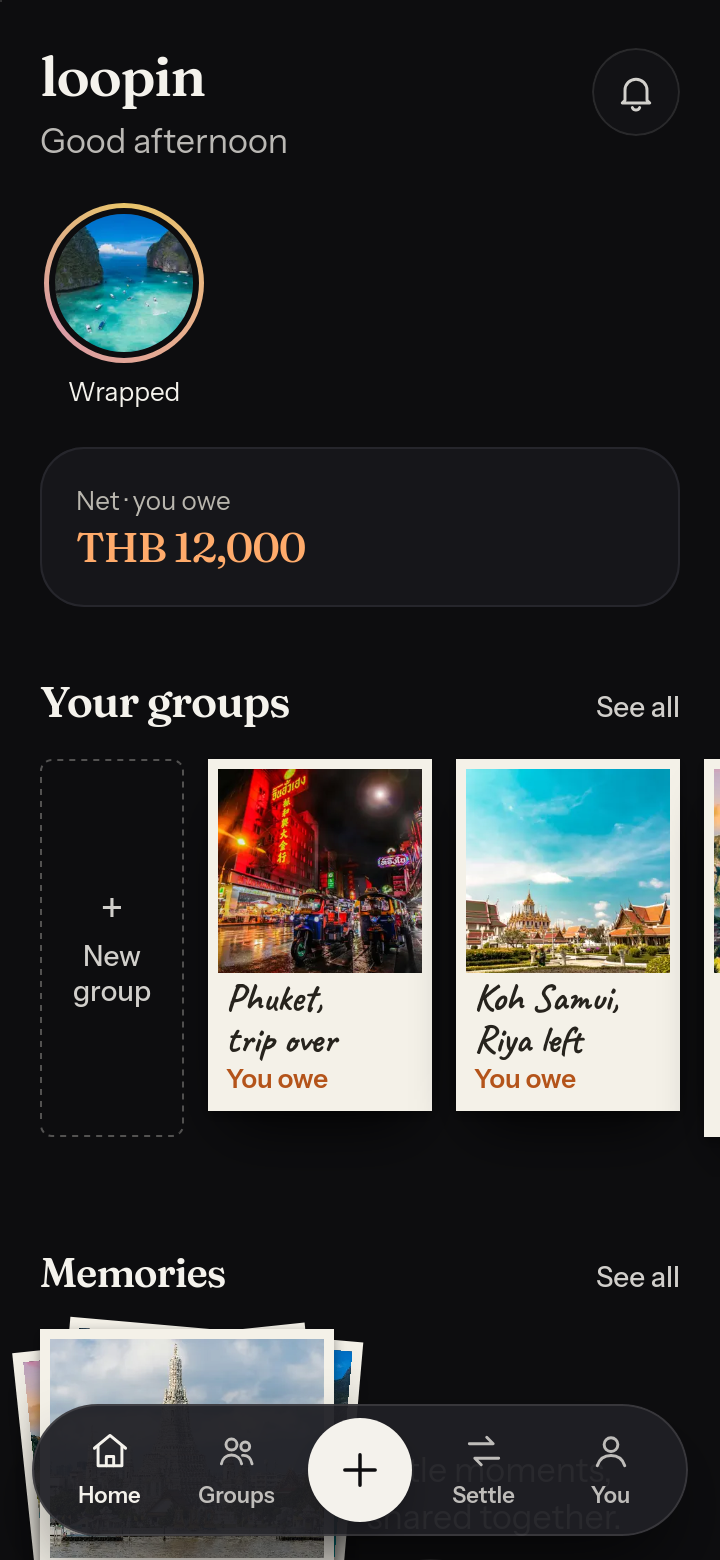 loopin
Good afternoon
Wrapped
Net · you owe
THB 12,000
Your groups
See all
+
New
group
Phuket,
trip over
You owe
Koh Samui,
Riya left
You owe
Memories
See all
moments,
shared together.
Home
Groups
+
Settle
You